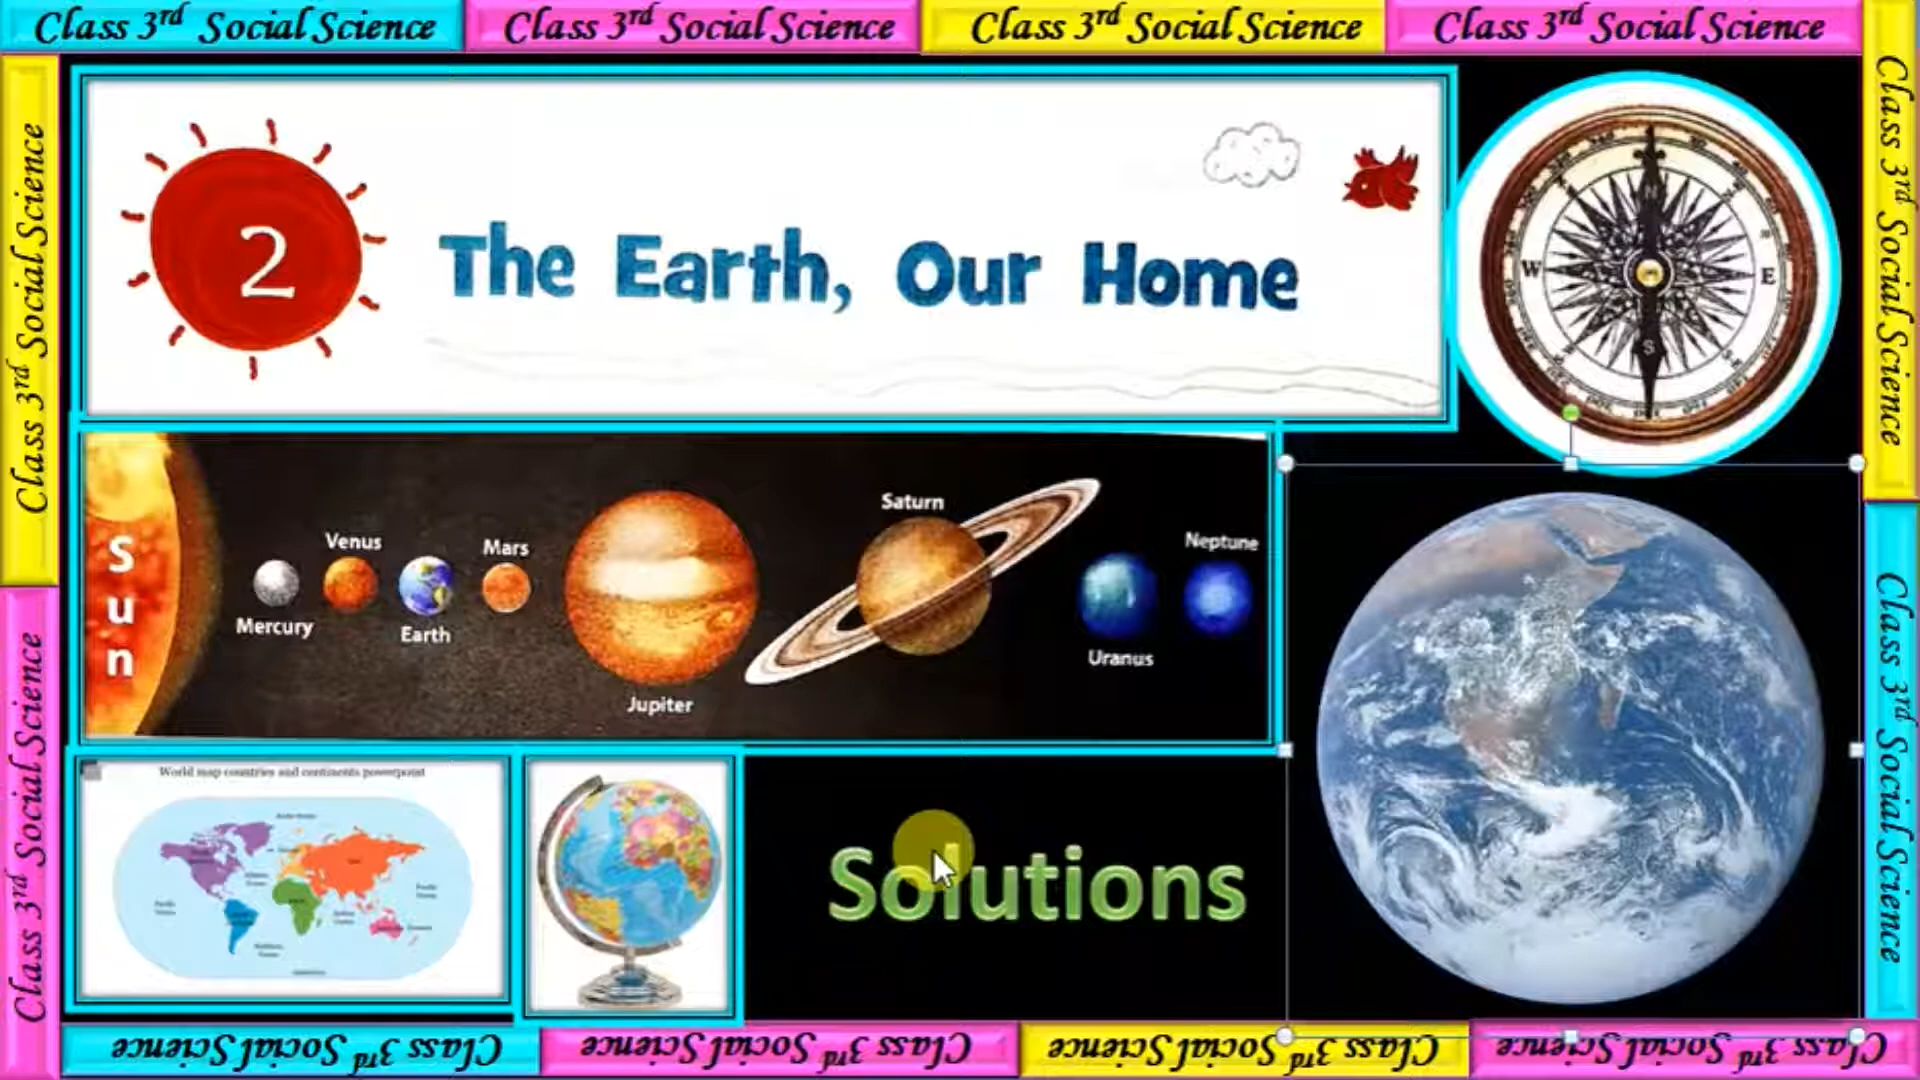 Class 3rd Social Science
Class 3rd Social Science
Class 3rd Social Science
Class 3rd Social Science
Class 3rd Social Science
Class 3rd Social Science
2
The Earth, Our Home
N
W
E
S
Sun
Mercury
Venus
Earth
Mars
Jupiter
Saturn
Uranus
Neptune
World map countries and continents powerpoint
Solutions
Class 3rd Social Science
Class 3rd Social Science
Class 3rd Social Science
Class 3rd Social Science
Class 3rd Social Science
Class 3rd Social Science